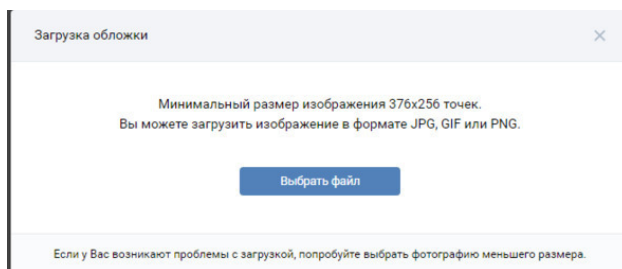 Загрузка обложки
Минимальный размер изображения 376x256 точек.
Вы можете загрузить изображение в формате JPG, GIF или PNG.
Выбрать файл
Если у Вас возникают проблемы с загрузкой, попробуйте выбрать фотографию меньшего размера.